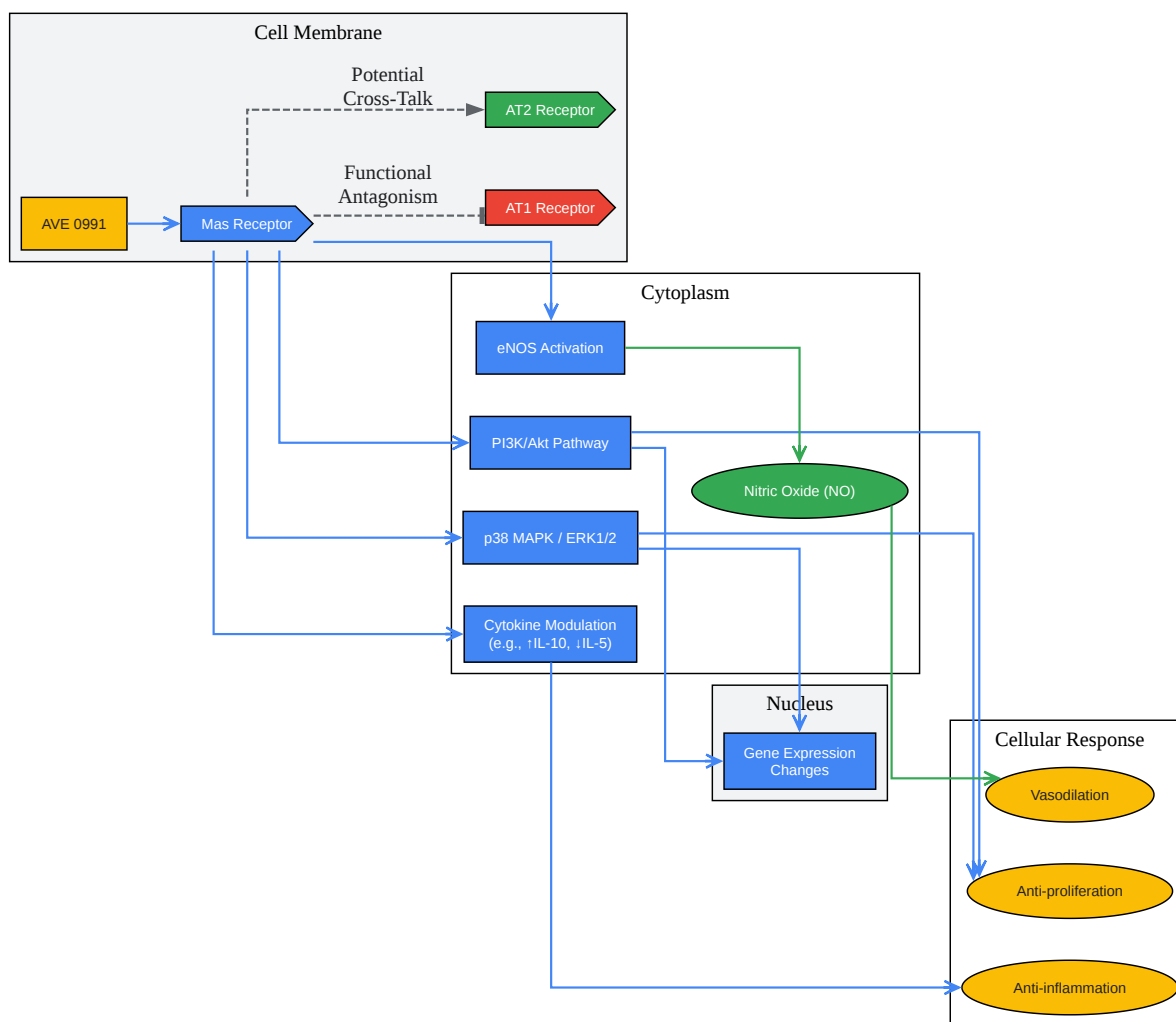 Cell Membrane
Potential
Cross-Talk
AT2 Receptor
Functional
Antagonism
AT1 Receptor
AVE 0991
Mas Receptor
Cytoplasm
eNOS Activation
PI3K/Akt Pathway
Nitric Oxide (NO)
p38 MAPK / ERK1/2
Cytokine Modulation
(e.g., ↑IL-10, ↓IL-5)
Nucleus
Gene Expression
Changes
Cellular Response
Vasodilation
Anti-proliferation
Anti-inflammation